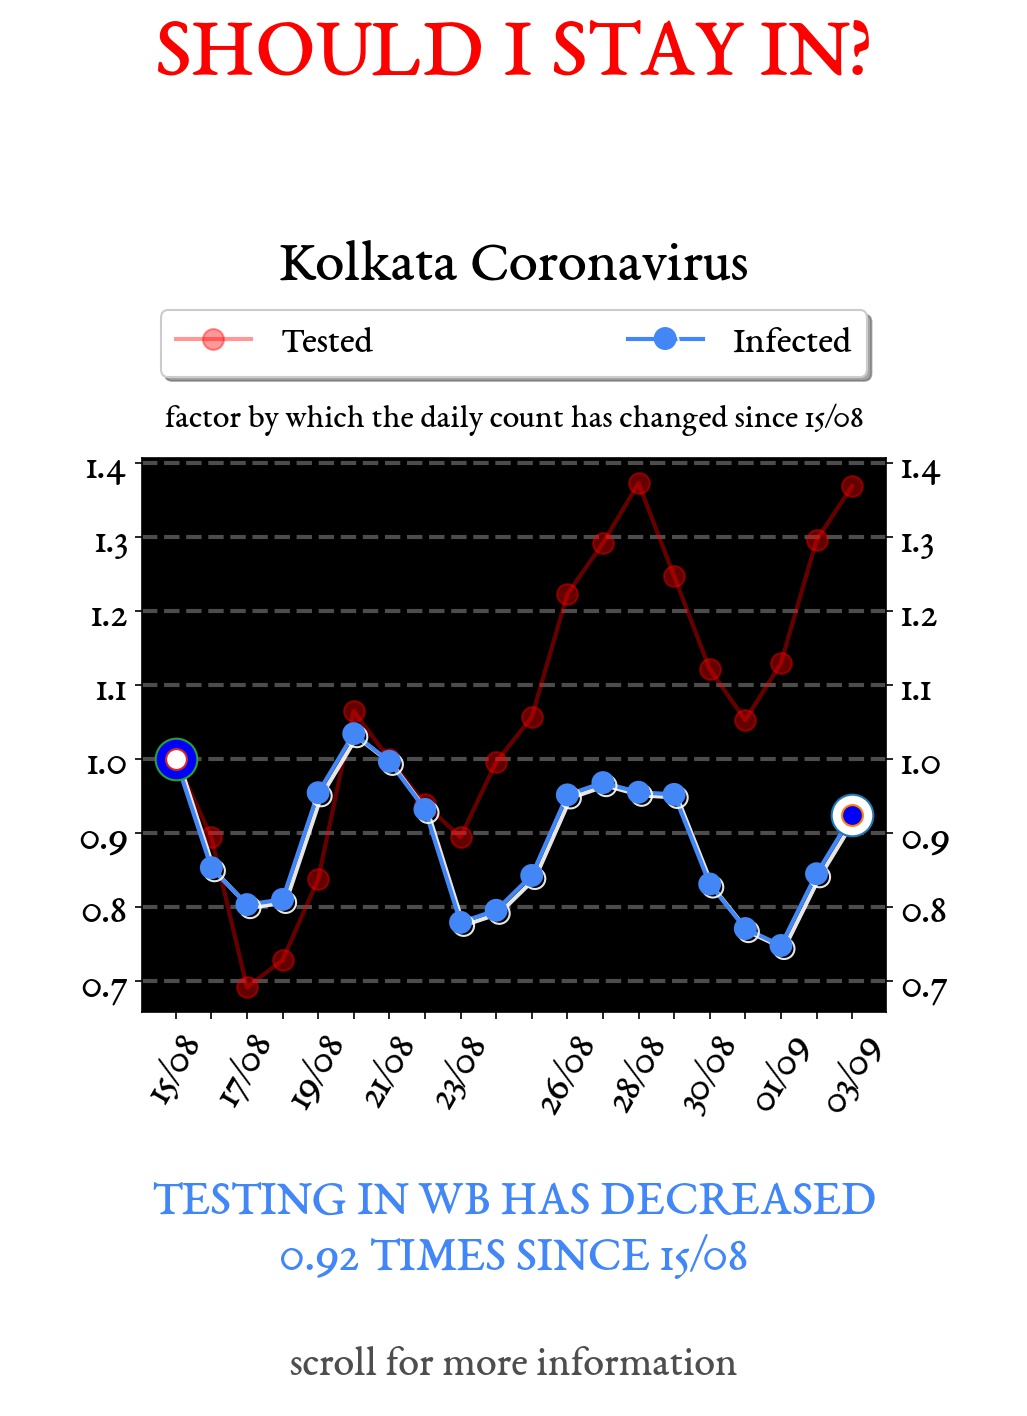 SHOULD I STAY IN?
Kolkata Coronavirus
Tested Infected
factor by which the daily count has changed since 15/08
1.4 1.4
1.3 1.3
1.2 1.2
1.1 1.1
1.0 1.0
0.9 0.9
0.8 0.8
0.7 0.7
15/08 17/08 19/08 21/08 23/08 26/08 28/08 30/08 01/09 03/09
TESTING IN WB HAS DECREASED
0.92 TIMES SINCE 15/08
scroll for more information